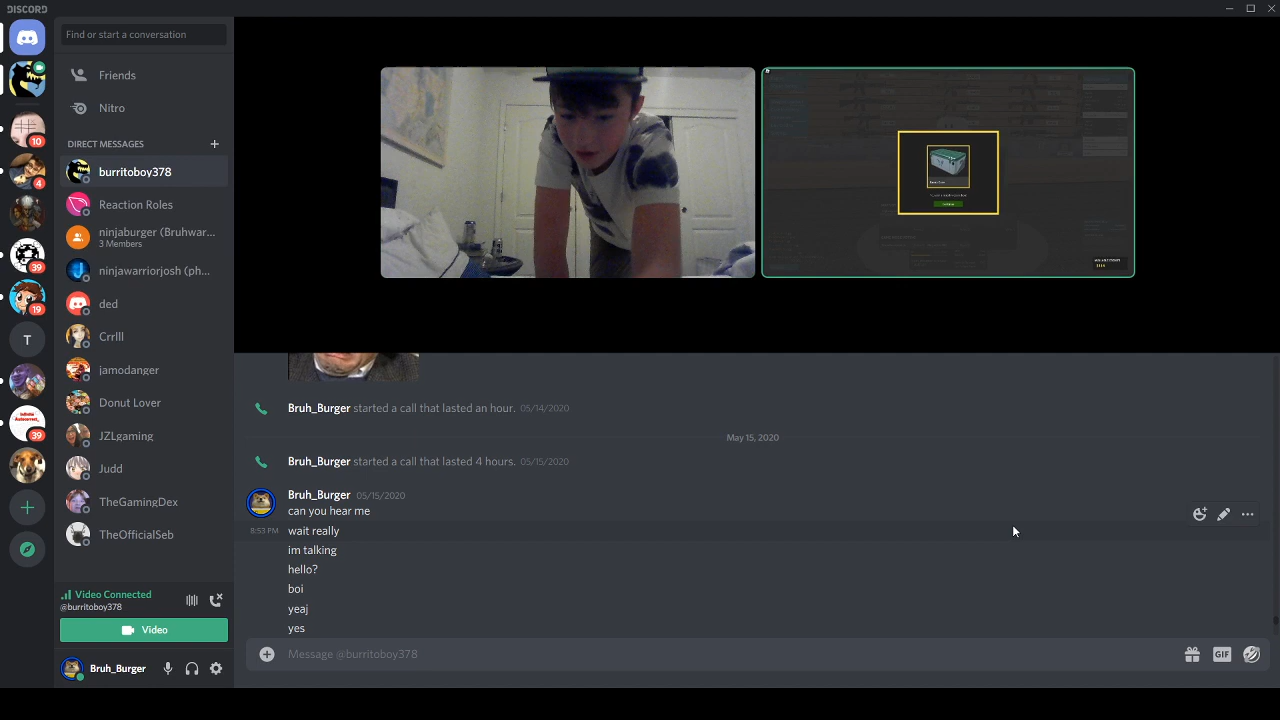 DISCORD
Find or start a conversation
Friends
Nitro
DIRECT MESSAGES
burritoboy378
Reaction Roles
ninjaburger (Bruhwar...
3 Members
ninjawarriorjosh (ph...
ded
Crrlll
jamodanger
Donut Lover
JZLgaming
Judd
TheGamingDex
TheOfficialSeb
10
4
39
19
T
39
Video Connected
@burritoboy378
Video
Bruh_Burger
Bruh_Burger started a call that lasted an hour. 05/14/2020
May 15, 2020
Bruh_Burger started a call that lasted 4 hours. 05/15/2020
Bruh_Burger 05/15/2020
can you hear me
8:53 PM wait really
im talking
hello?
boi
yeaj
yes
Message @burritoboy378
GIF